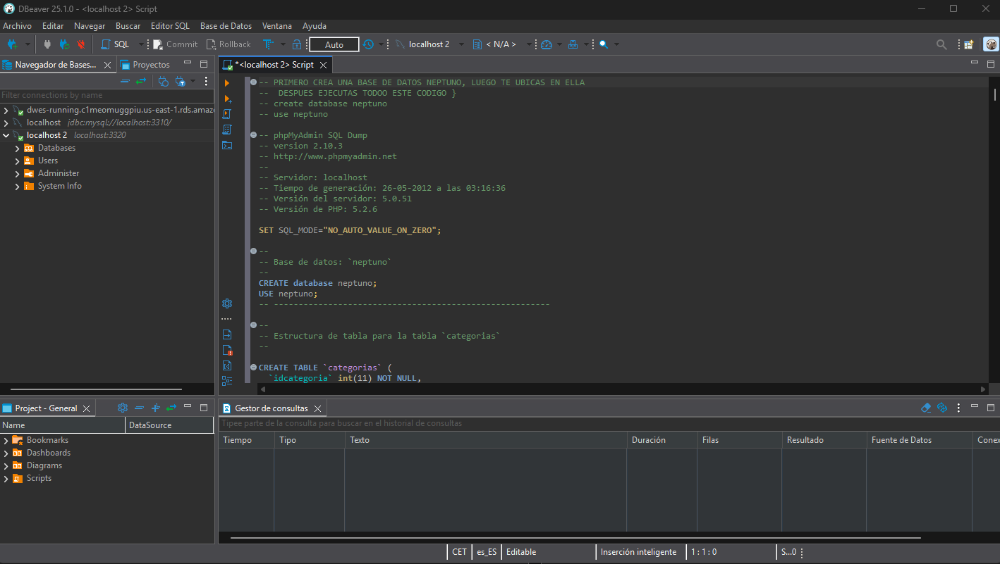 DBeaver 25.1.0 - <localhost 2> Script
Archivo Editar Navegar Buscar Editor SQL Base de Datos Ventana Ayuda
SQL Commit Rollback Auto localhost 2 < N/A >
Navegador de Bases... Proyectos
Filter connections by name
dwes-running.c1meomuggpiu.us-east-1.rds.amaz
localhost jdbc:mysql://localhost:3310/
localhost 2 localhost:3320
Databases
Users
Administer
System Info
*<localhost 2> Script
-- PRIMERO CREA UNA BASE DE DATOS NEPTUNO, LUEGO TE UBICAS EN ELLA
--  DESPUES EJECUTAS TODOO ESTE CODIGO }
-- create database neptuno
-- use neptuno
-- phpMyAdmin SQL Dump
-- version 2.10.3
-- http://www.phpmyadmin.net
--
-- Servidor: localhost
-- Tiempo de generación: 26-05-2012 a las 03:16:36
-- Versión del servidor: 5.0.51
-- Versión de PHP: 5.2.6
SET SQL_MODE="NO_AUTO_VALUE_ON_ZERO";
--
-- Base de datos: `neptuno`
--
CREATE database neptuno;
USE neptuno;
-- --------------------------------------------------------
--
-- Estructura de tabla para la tabla `categorias`
--
CREATE TABLE `categorias` (
`idcategoria` int(11) NOT NULL,
Project - General
Name DataSource
Bookmarks
Dashboards
Diagrams
Scripts
Gestor de consultas
Tipee parte de la consulta para buscar en el historial de consultas
Tiempo Tipo Texto Duración Filas Resultado Fuente de Datos Conex
CET es_ES Editable Inserción inteligente 1 : 1 : 0 S...0